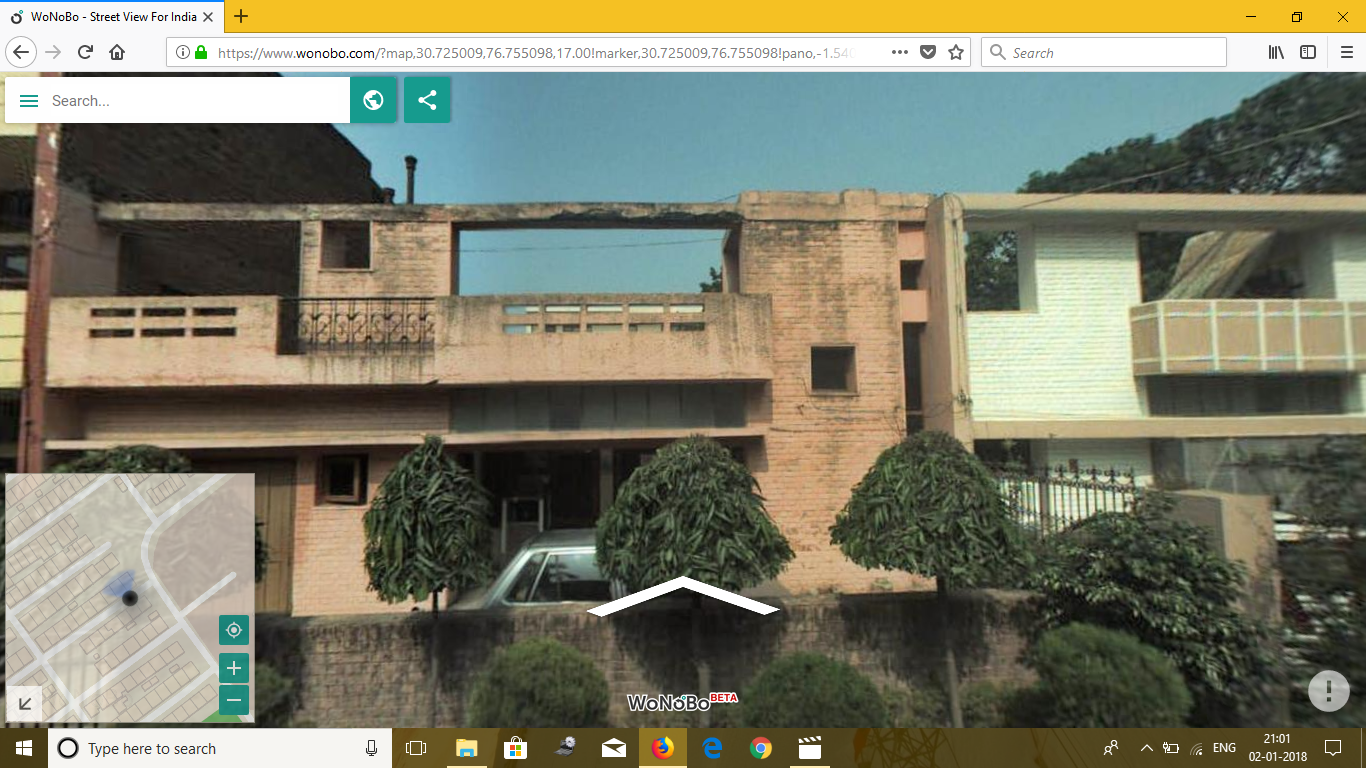 WoNoBo - Street View For India
https://www.wonobo.com/?map,30.725009,76.755098,17.00!marker,30.725009,76.755098!pano,-1.540
Search
Search...
WoNoBo BETA
Type here to search
ENG
21:01
02-01-2018